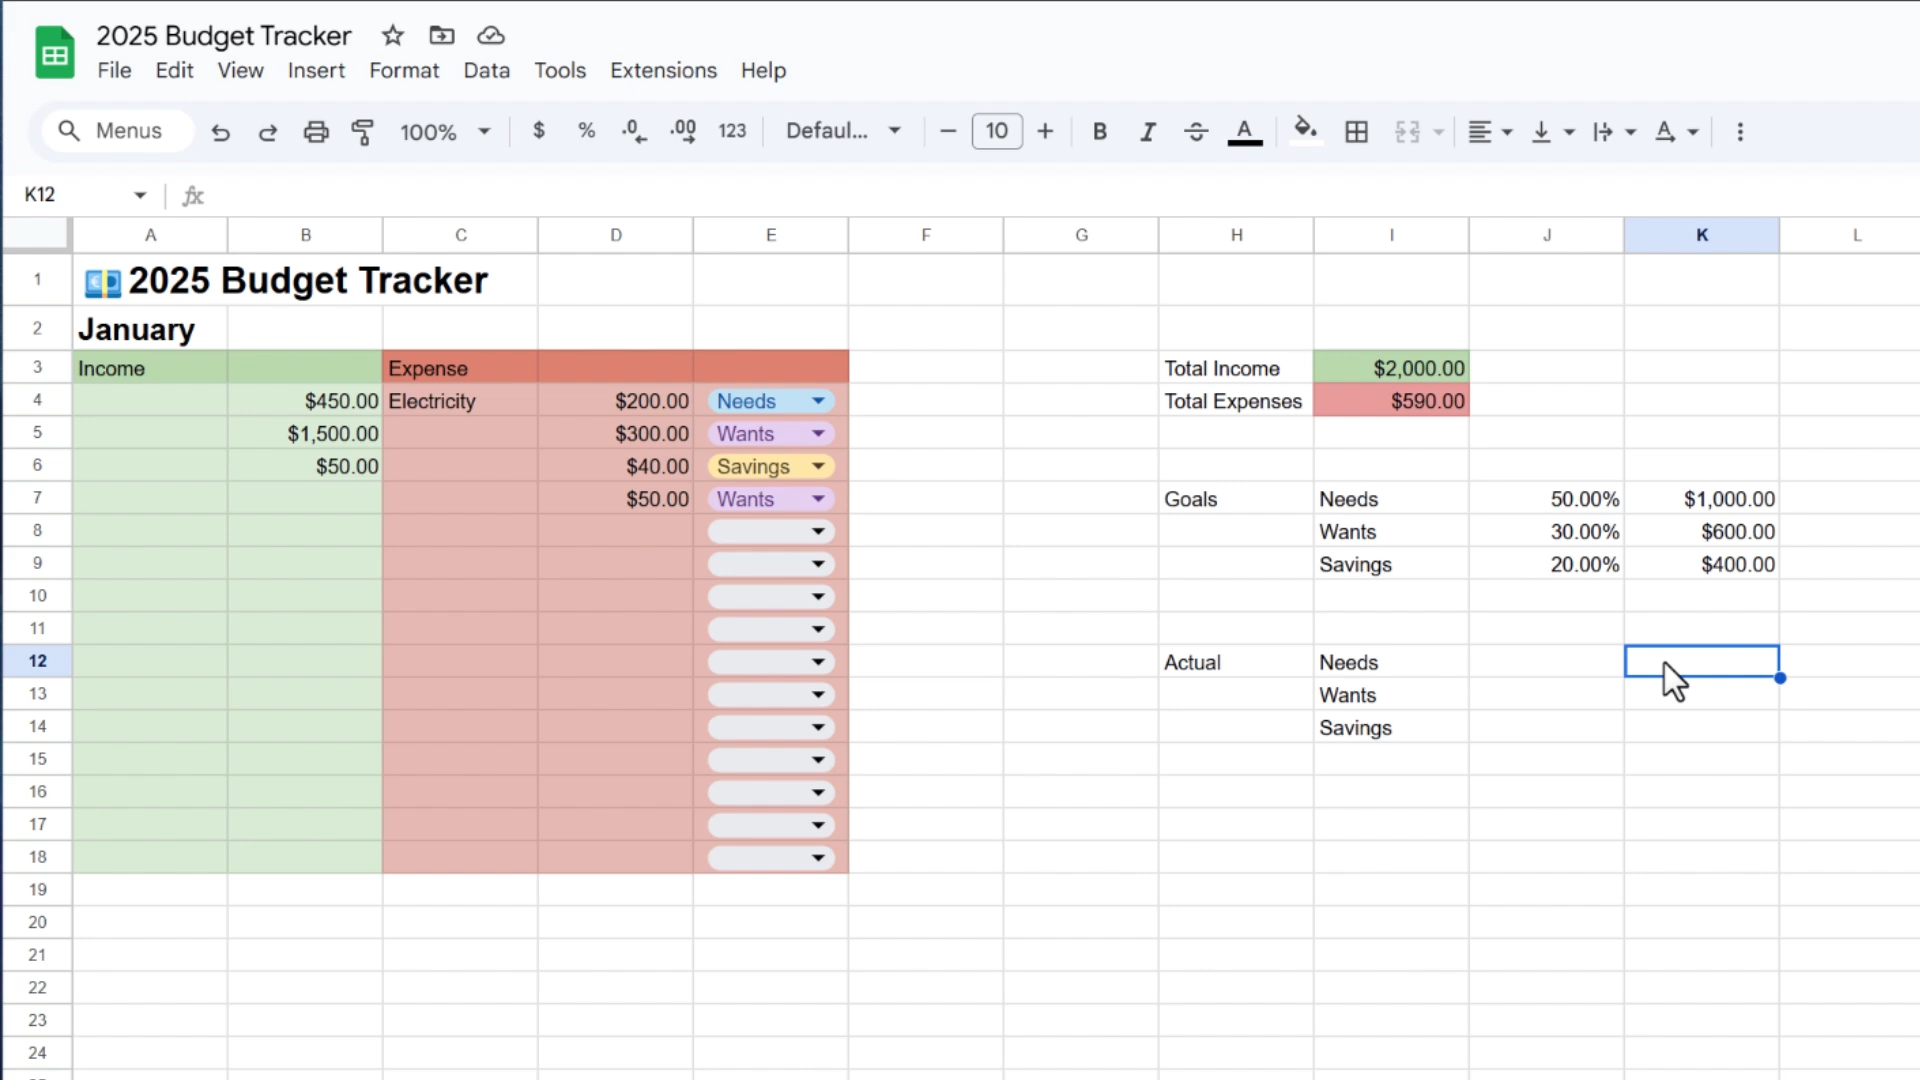 2025 Budget Tracker
File Edit View Insert Format Data Tools Extensions Help
Menus 100% $ % .0 .00 123 Defaul... 10 B I A A
K12 fx
A B C D E F G H I J K L
1 2025 Budget Tracker
2 January
3 Income Expense Total Income $2,000.00
4 $450.00 Electricity $200.00 Needs Total Expenses $590.00
5 $1,500.00 $300.00 Wants
6 $50.00 $40.00 Savings
7 $50.00 Wants Goals Needs 50.00% $1,000.00
8 Wants 30.00% $600.00
9 Savings 20.00% $400.00
10
11
12 Actual Needs
13 Wants
14 Savings
15
16
17
18
19
20
21
22
23
24